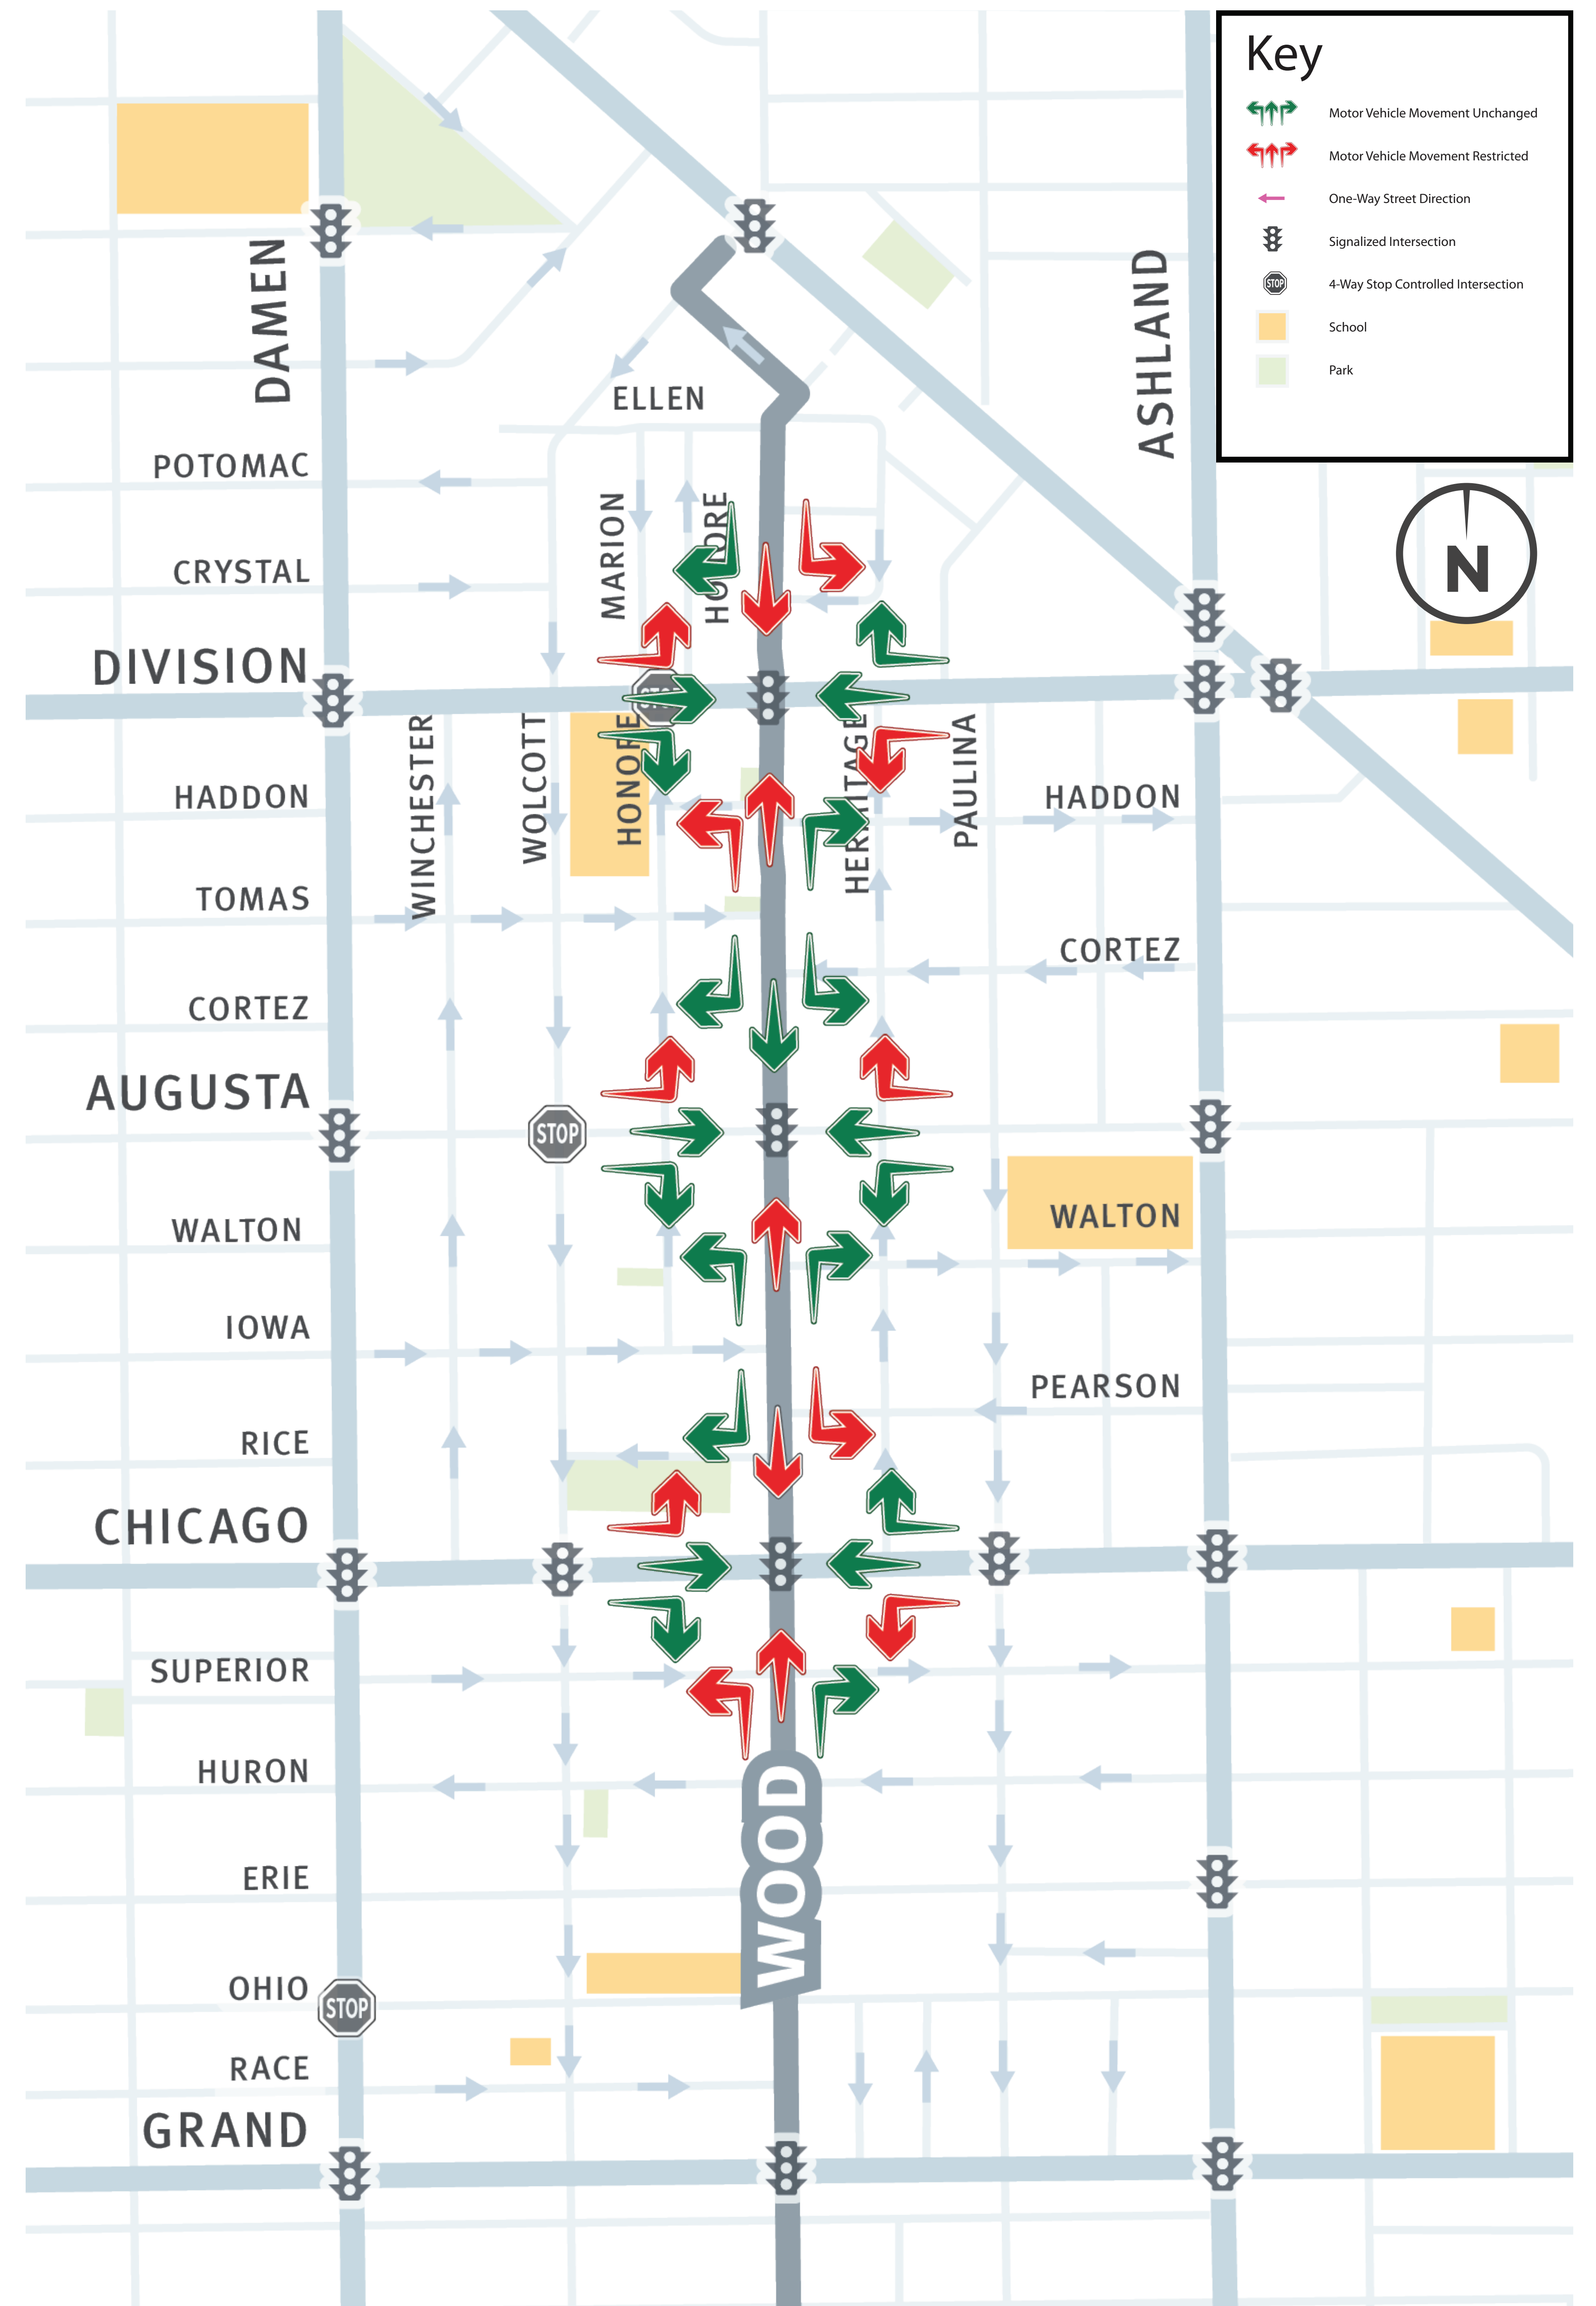 Key
Motor Vehicle Movement Unchanged
Motor Vehicle Movement Restricted
One-Way Street Direction
Signalized Intersection
STOP
4-Way Stop Controlled Intersection
School
Park
N
DAMEN
ASHLAND
ELLEN
POTOMAC
MARION
CRYSTAL
DIVISION
WINCHESTER
WOLCOTT
HONORE
HERMITAGE
PAULINA
HADDON
HADDON
TOMAS
CORTEZ
CORTEZ
AUGUSTA
STOP
WALTON
WALTON
IOWA
PEARSON
RICE
CHICAGO
SUPERIOR
HURON
WOOD
ERIE
OHIO
STOP
RACE
GRAND